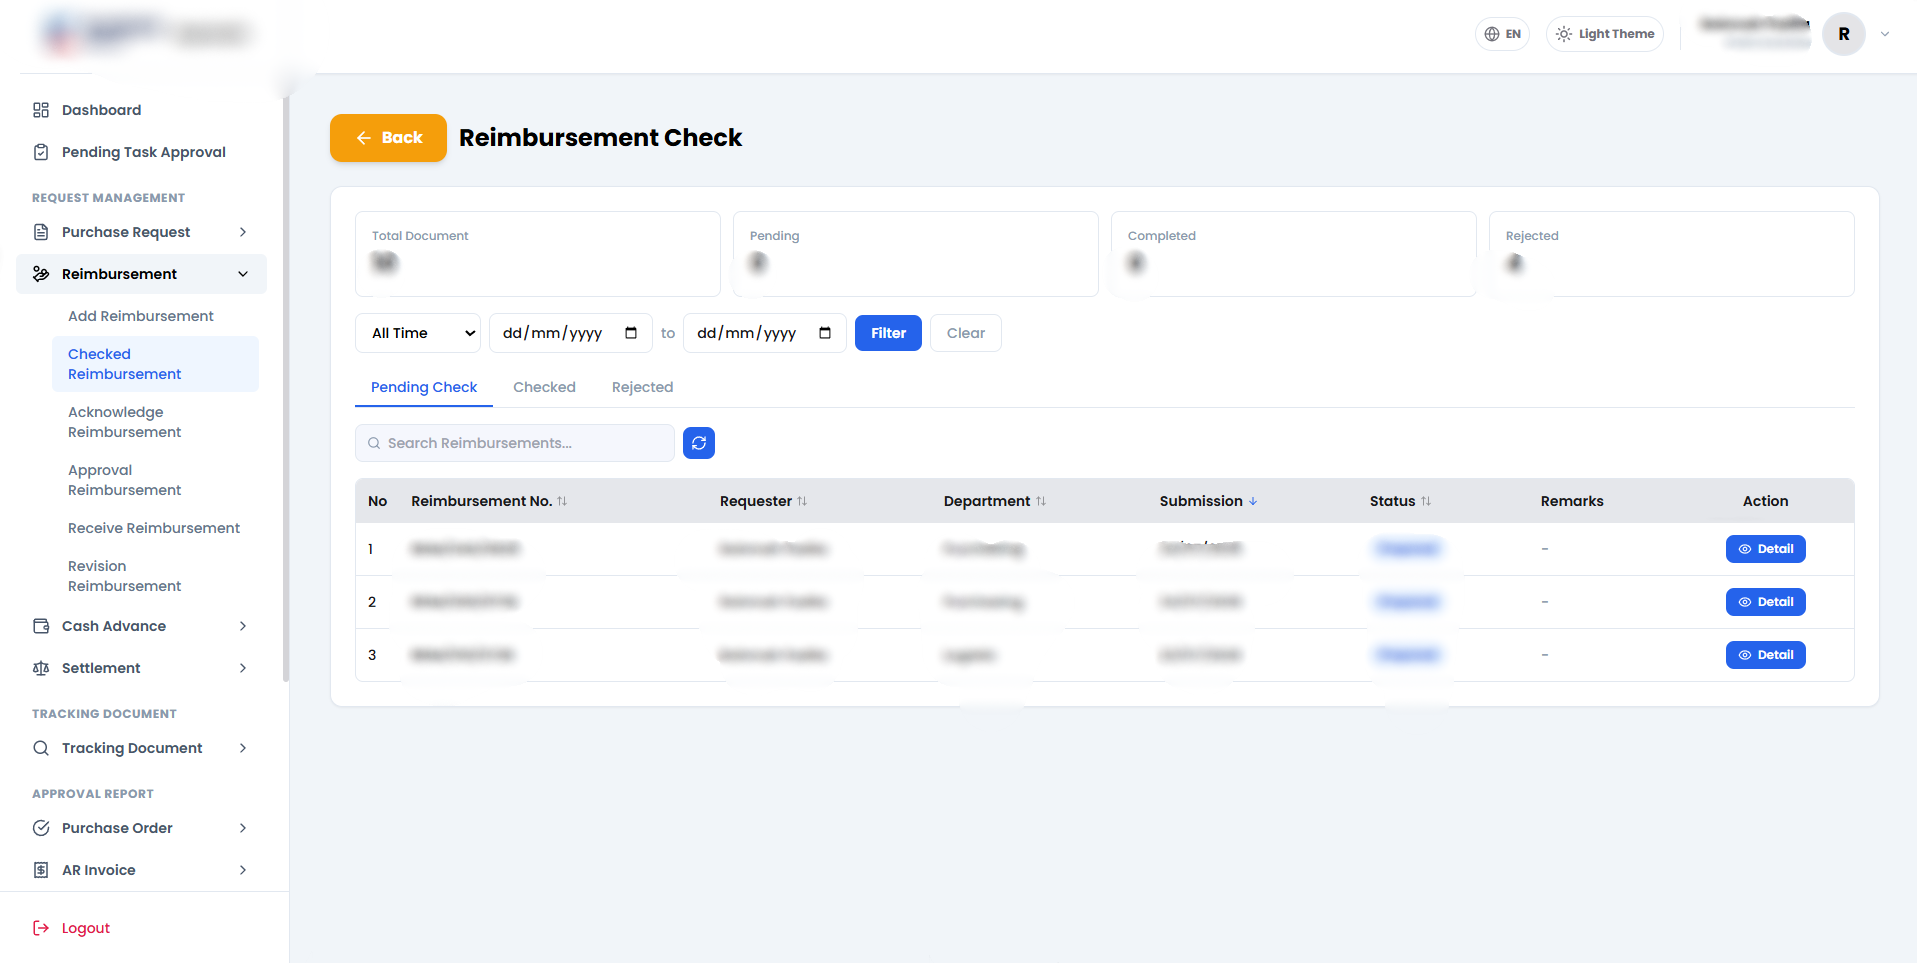 EN
Light Theme
R
Dashboard
Pending Task Approval
REQUEST MANAGEMENT
Purchase Request
Reimbursement
Add Reimbursement
Checked
Reimbursement
Acknowledge
Reimbursement
Approval
Reimbursement
Receive Reimbursement
Revision
Reimbursement
Cash Advance
Settlement
TRACKING DOCUMENT
Tracking Document
APPROVAL REPORT
Purchase Order
AR Invoice
Logout
Back
Reimbursement Check
Total Document
Pending
Completed
Rejected
All Time
dd/mm/yyyy
to
dd/mm/yyyy
Filter
Clear
Pending Check
Checked
Rejected
Search Reimbursements...
No Reimbursement No. Requester Department Submission Status Remarks Action
1 - Detail
2 - Detail
3 - Detail